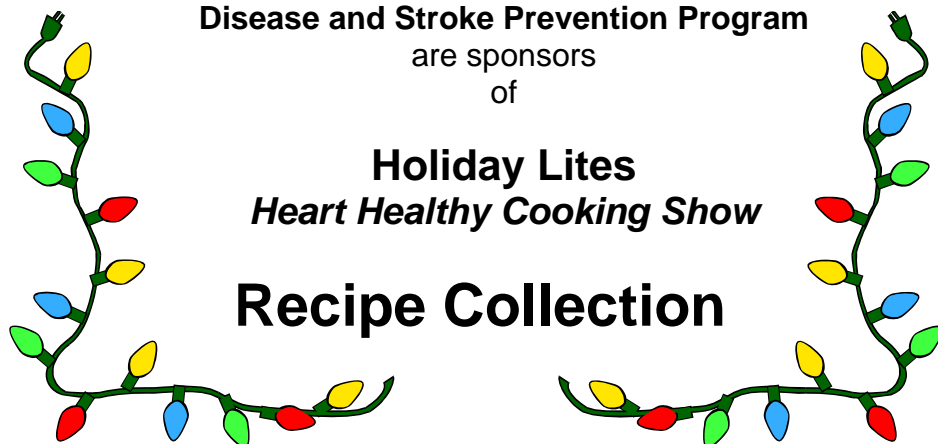 Disease and Stroke Prevention Program
are sponsors
of
Holiday Lites
Heart Healthy Cooking Show
Recipe Collection